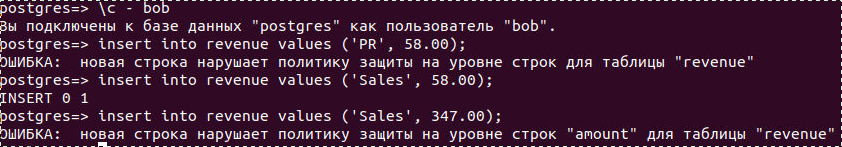 postgres=> \c - bob
Вы подключены к базе данных "postgres" как пользователь "bob".
postgres=> insert into revenue values ('PR', 58.00);
ОШИБКА:  новая строка нарушает политику защиты на уровне строк для таблицы "revenue"
postgres=> insert into revenue values ('Sales', 58.00);
INSERT 0 1
postgres=> insert into revenue values ('Sales', 347.00);
ОШИБКА:  новая строка нарушает политику защиты на уровне строк "amount" для таблицы "revenue"